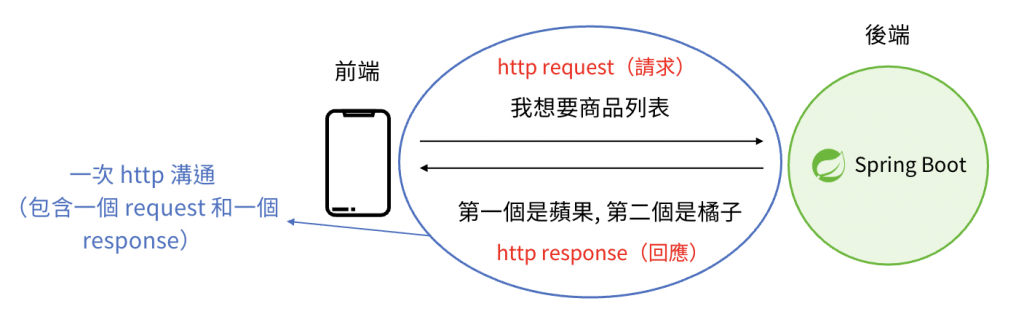 後端
http request（請求）
前端
我想要商品列表
Spring Boot
一次 http 溝通
（包含一個 request 和一個
response）
第一個是蘋果, 第二個是橘子
http response（回應）